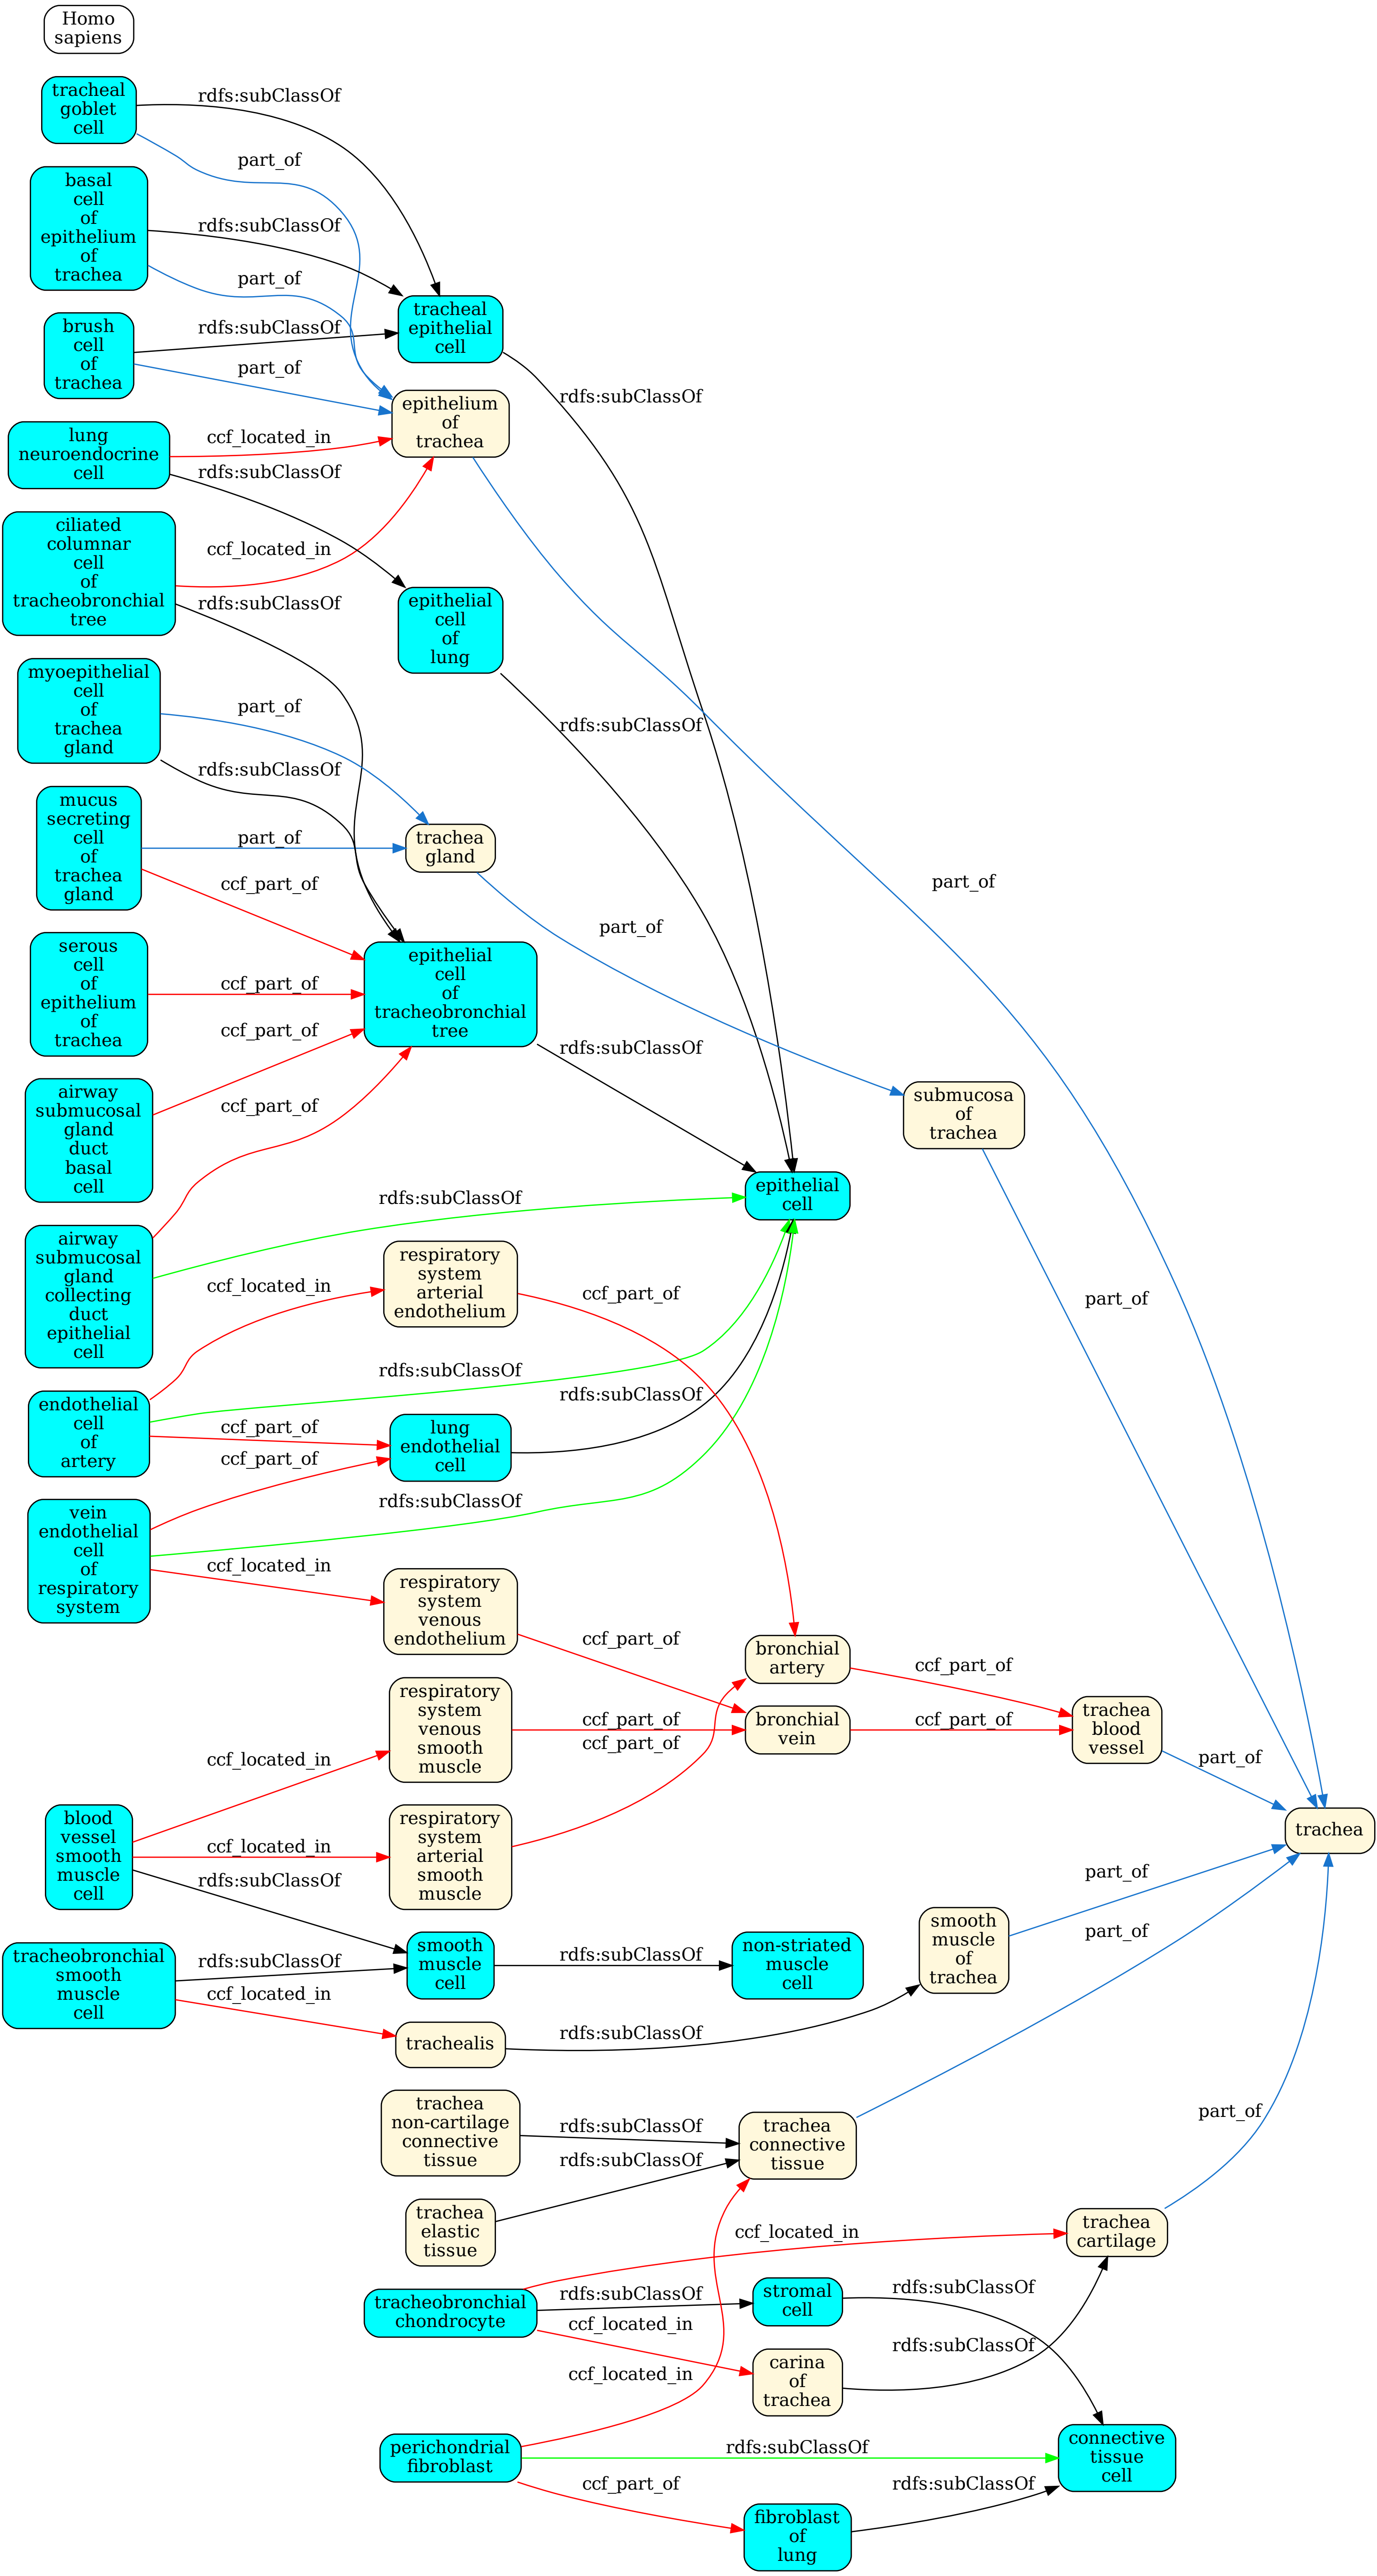 Homo
sapiens
tracheal
goblet
cell
rdfs:subClassOf
part_of
basal
cell
of
epithelium
of
trachea
rdfs:subClassOf
part_of
brush
cell
of
trachea
rdfs:subClassOf
part_of
tracheal
epithelial
cell
rdfs:subClassOf
epithelium
of
trachea
part_of
lung
neuroendocrine
cell
ccf_located_in
rdfs:subClassOf
ciliated
columnar
cell
of
tracheobronchial
tree
ccf_located_in
rdfs:subClassOf
epithelial
cell
of
lung
rdfs:subClassOf
myoepithelial
cell
of
trachea
gland
part_of
rdfs:subClassOf
mucus
secreting
cell
of
trachea
gland
part_of
ccf_part_of
trachea
gland
part_of
serous
cell
of
epithelium
of
trachea
ccf_part_of
epithelial
cell
of
tracheobronchial
tree
rdfs:subClassOf
airway
submucosal
gland
duct
basal
cell
ccf_part_of
submucosa
of
trachea
part_of
airway
submucosal
gland
collecting
duct
epithelial
cell
ccf_part_of
rdfs:subClassOf
epithelial
cell
endothelial
cell
of
artery
ccf_located_in
rdfs:subClassOf
ccf_part_of
respiratory
system
arterial
endothelium
ccf_part_of
lung
endothelial
cell
rdfs:subClassOf
vein
endothelial
cell
of
respiratory
system
ccf_part_of
rdfs:subClassOf
ccf_located_in
respiratory
system
venous
endothelium
ccf_part_of
bronchial
artery
ccf_part_of
respiratory
system
venous
smooth
muscle
ccf_part_of
bronchial
vein
ccf_part_of
trachea
blood
vessel
part_of
blood
vessel
smooth
muscle
cell
ccf_located_in
ccf_located_in
rdfs:subClassOf
respiratory
system
arterial
smooth
muscle
ccf_part_of
trachea
tracheobronchial
smooth
muscle
cell
rdfs:subClassOf
ccf_located_in
smooth
muscle
cell
rdfs:subClassOf
non-striated
muscle
cell
smooth
muscle
of
trachea
part_of
trachealis
rdfs:subClassOf
trachea
non-cartilage
connective
tissue
rdfs:subClassOf
trachea
connective
tissue
part_of
trachea
elastic
tissue
rdfs:subClassOf
trachea
cartilage
part_of
tracheobronchial
chondrocyte
ccf_located_in
rdfs:subClassOf
ccf_located_in
stromal
cell
rdfs:subClassOf
carina
of
trachea
rdfs:subClassOf
perichondrial
fibroblast
ccf_located_in
rdfs:subClassOf
ccf_part_of
connective
tissue
cell
fibroblast
of
lung
rdfs:subClassOf